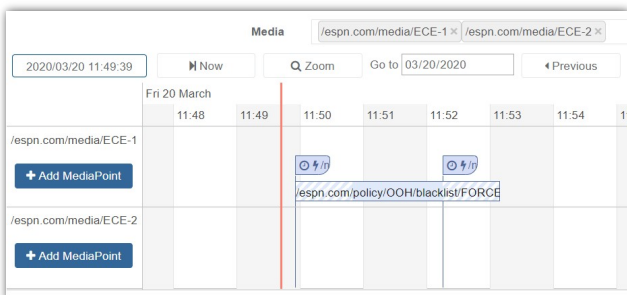 Media /espn.com/media/ECE-1 × /espn.com/media/ECE-2 ×
2020/03/20 11:49:39 Now Zoom Go to 03/20/2020 Previous
Fri 20 March
11:48 11:49 11:50 11:51 11:52 11:53 11:54 1
/espn.com/media/ECE-1
+ Add MediaPoint
/n /n
/espn.com/policy/OOH/blacklist/FORCE
/espn.com/media/ECE-2
+ Add MediaPoint